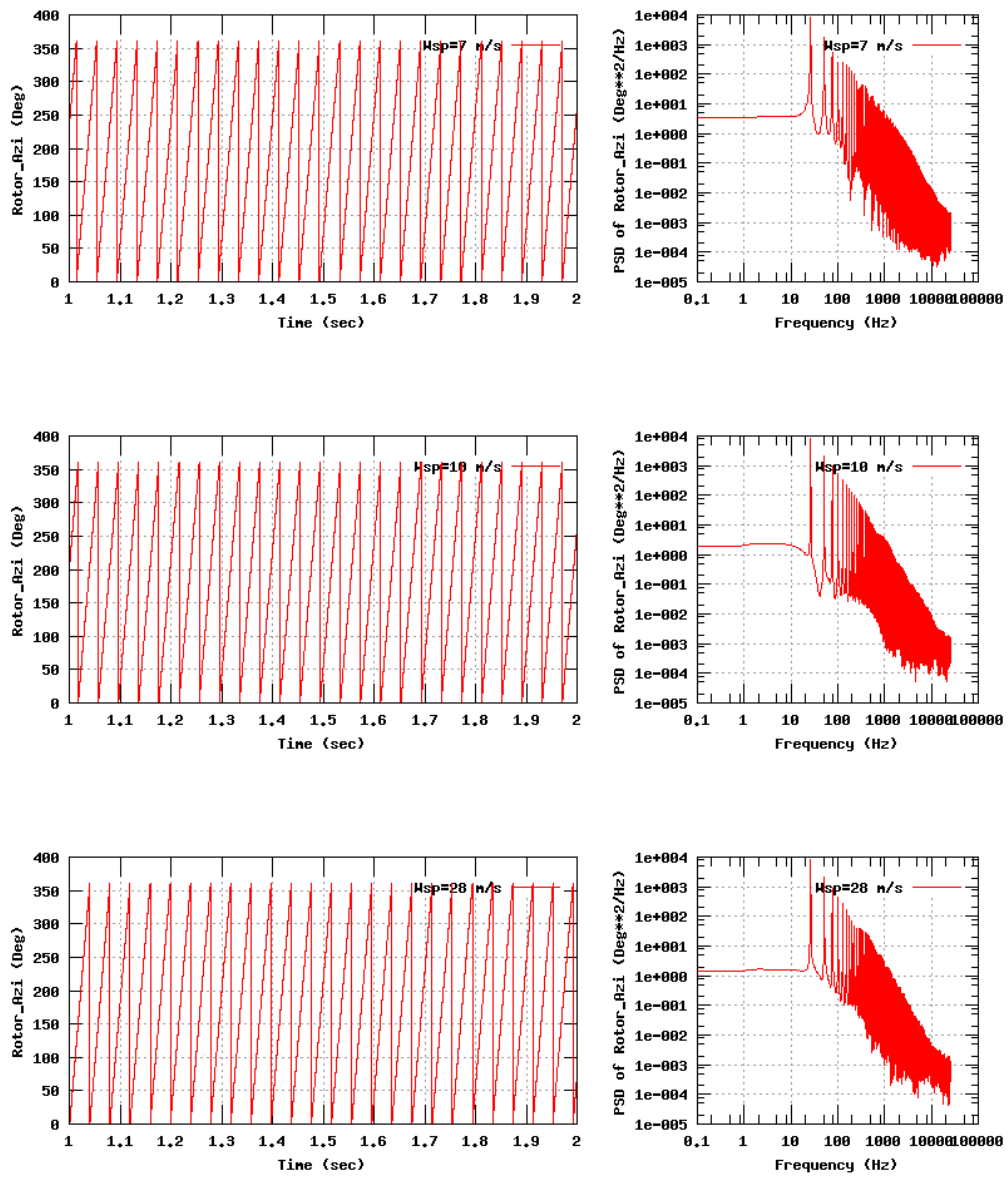 400
350
300
250
200
150
100
50
0
Rotor_Azi (Deg)
Wsp=7 m/s
1 1.1 1.2 1.3 1.4 1.5 1.6 1.7 1.8 1.9 2
Time (sec)
1e+004
1e+003
1e+002
1e+001
1e+000
1e-001
1e-002
1e-003
1e-004
1e-005
PSD of Rotor_Azi (Deg**2/Hz)
Wsp=7 m/s
0.1 1 10 100 1000 10000 100000
Frequency (Hz)
400
350
300
250
200
150
100
50
0
Rotor_Azi (Deg)
Wsp=10 m/s
1 1.1 1.2 1.3 1.4 1.5 1.6 1.7 1.8 1.9 2
Time (sec)
1e+004
1e+003
1e+002
1e+001
1e+000
1e-001
1e-002
1e-003
1e-004
1e-005
PSD of Rotor_Azi (Deg**2/Hz)
Wsp=10 m/s
0.1 1 10 100 1000 10000 100000
Frequency (Hz)
400
350
300
250
200
150
100
50
0
Rotor_Azi (Deg)
Wsp=28 m/s
1 1.1 1.2 1.3 1.4 1.5 1.6 1.7 1.8 1.9 2
Time (sec)
1e+004
1e+003
1e+002
1e+001
1e+000
1e-001
1e-002
1e-003
1e-004
1e-005
PSD of Rotor_Azi (Deg**2/Hz)
Wsp=28 m/s
0.1 1 10 100 1000 10000 100000
Frequency (Hz)